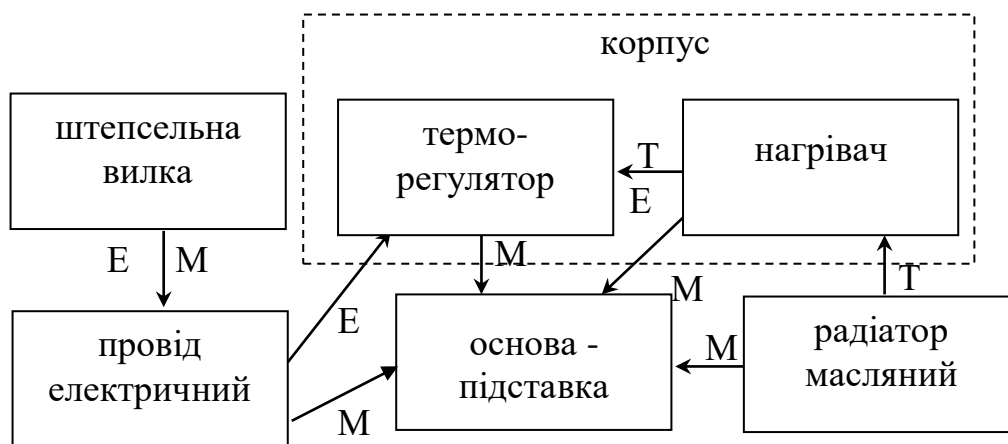 корпус
штепсельна
вилка
термо-
регулятор
нагрівач
Т
Е
Е
М
М
М
Т
Е
М
М
провід
електричний
основа -
підставка
радіатор
масляний